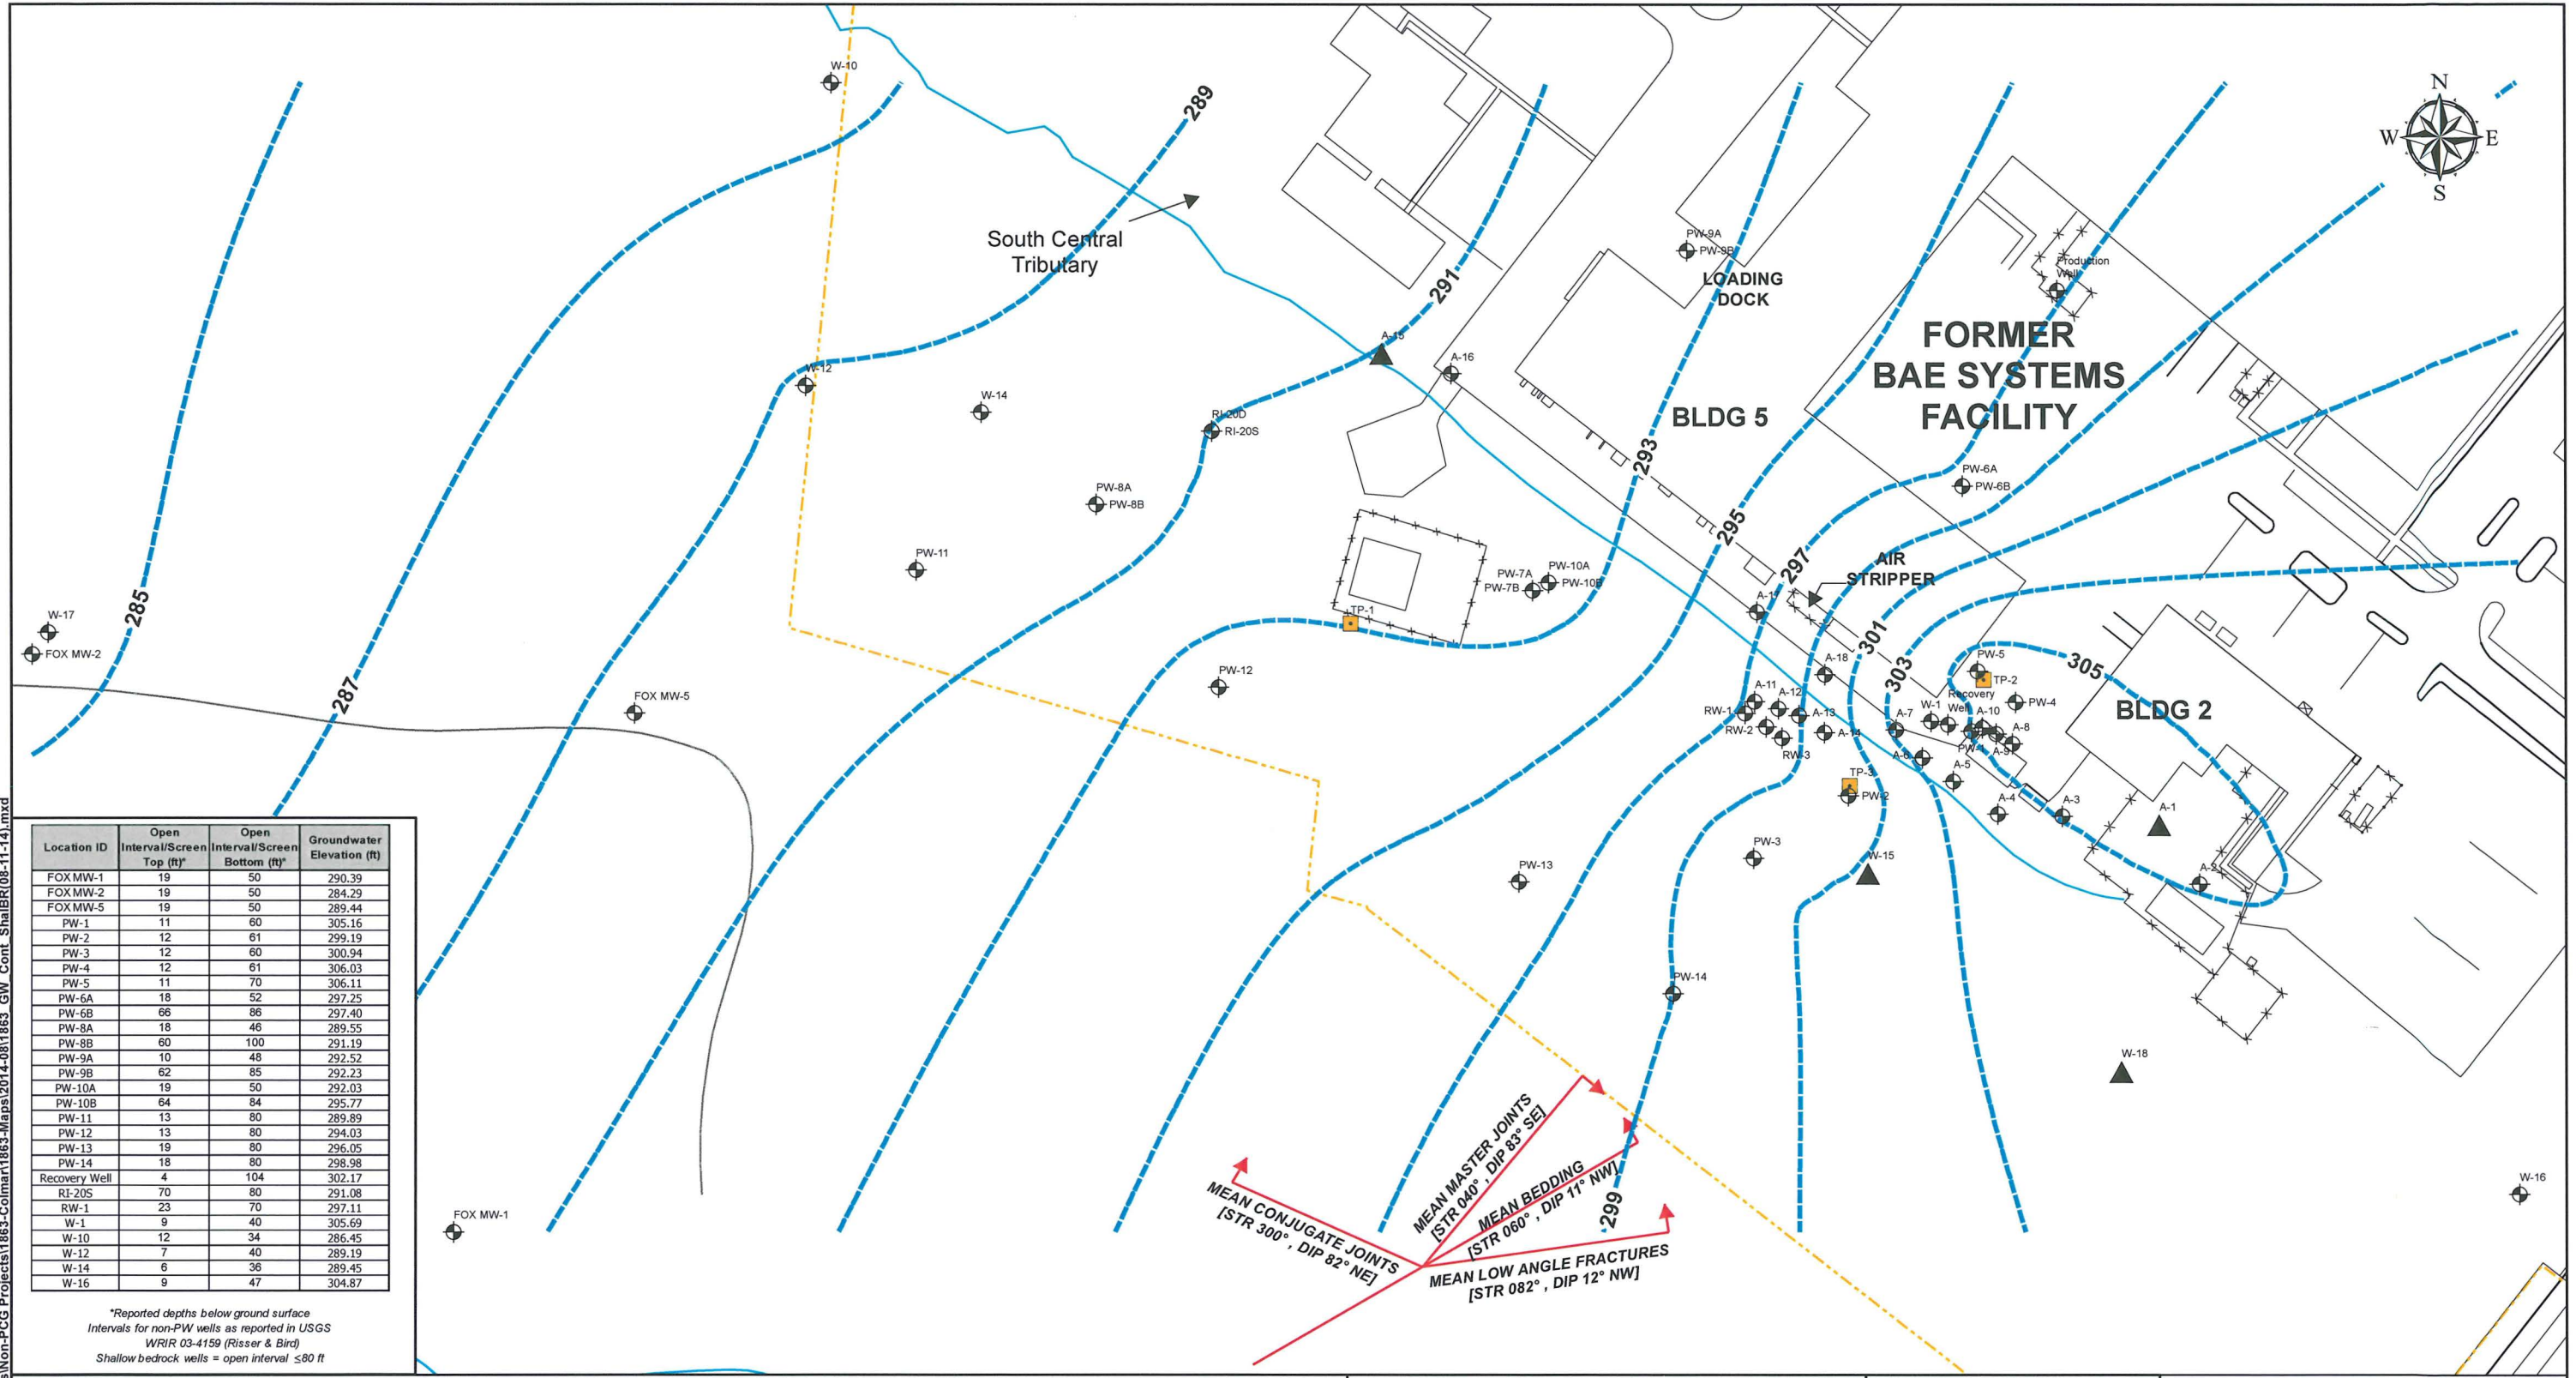 W-10
289
N
W
E
S
South Central
Tributary
PW-9A
PW-9B
LOADING
DOCK
Production
Well
291
A-15
A-16
FORMER
BAE SYSTEMS
FACILITY
W-12
W-14
RI-20D
RI-20S
BLDG 5
293
PW-6A
PW-6B
PW-8A
PW-8B
295
PW-11
PW-7A
PW-7B
PW-10A
PW-10B
297
AIR
STRIPPER
285
W-17
FOX MW-2
TP-1
301
303
305
PW-5
TP-2
A-18
PW-12
287
FOX MW-5
A-11
A-12
A-13
A-14
RW-1
RW-2
RW-3
A-7
W-1
Recovery
Well
A-10
PW-4
A-8
PW-1
A-9
A-6
A-5
BLDG 2
TP-3
PW-2
A-4
A-3
A-1
PW-3
W-15
PW-13
A-2
PW-14
W-18
W-16
299
FOX MW-1
MEAN CONJUGATE JOINTS
[STR 300° , DIP 82° NE]
MEAN MASTER JOINTS
[STR 040° , DIP 83° SE]
MEAN BEDDING
[STR 060° , DIP 11° NW]
MEAN LOW ANGLE FRACTURES
[STR 082° , DIP 12° NW]
Location ID | Open Interval/Screen Top (ft)* | Open Interval/Screen Bottom (ft)* | Groundwater Elevation (ft)
FOX MW-1 19 50 290.39
FOX MW-2 19 50 284.29
FOX MW-5 19 50 289.44
PW-1 11 60 305.16
PW-2 12 61 299.19
PW-3 12 60 300.94
PW-4 12 61 306.03
PW-5 11 70 306.11
PW-6A 18 52 297.25
PW-6B 66 86 297.40
PW-8A 18 46 289.55
PW-8B 60 100 291.19
PW-9A 10 48 292.52
PW-9B 62 85 292.23
PW-10A 19 50 292.03
PW-10B 64 84 295.77
PW-11 13 80 289.89
PW-12 13 80 294.03
PW-13 19 80 296.05
PW-14 18 80 298.98
Recovery Well 4 104 302.17
RI-20S 70 80 291.08
RW-1 23 70 297.11
W-1 9 40 305.69
W-10 12 34 286.45
W-12 7 40 289.19
W-14 6 36 289.45
W-16 9 47 304.87
*Reported depths below ground surface
Intervals for non-PW wells as reported in USGS
WRIR 03-4159 (Risser & Bird)
Shallow bedrock wells = open interval ≤80 ft
s\Non-PCG Projects\1863-Colmar\1863-Maps\2014-08\1863_GW_Cont_ShalBR(08-11-14).mxd